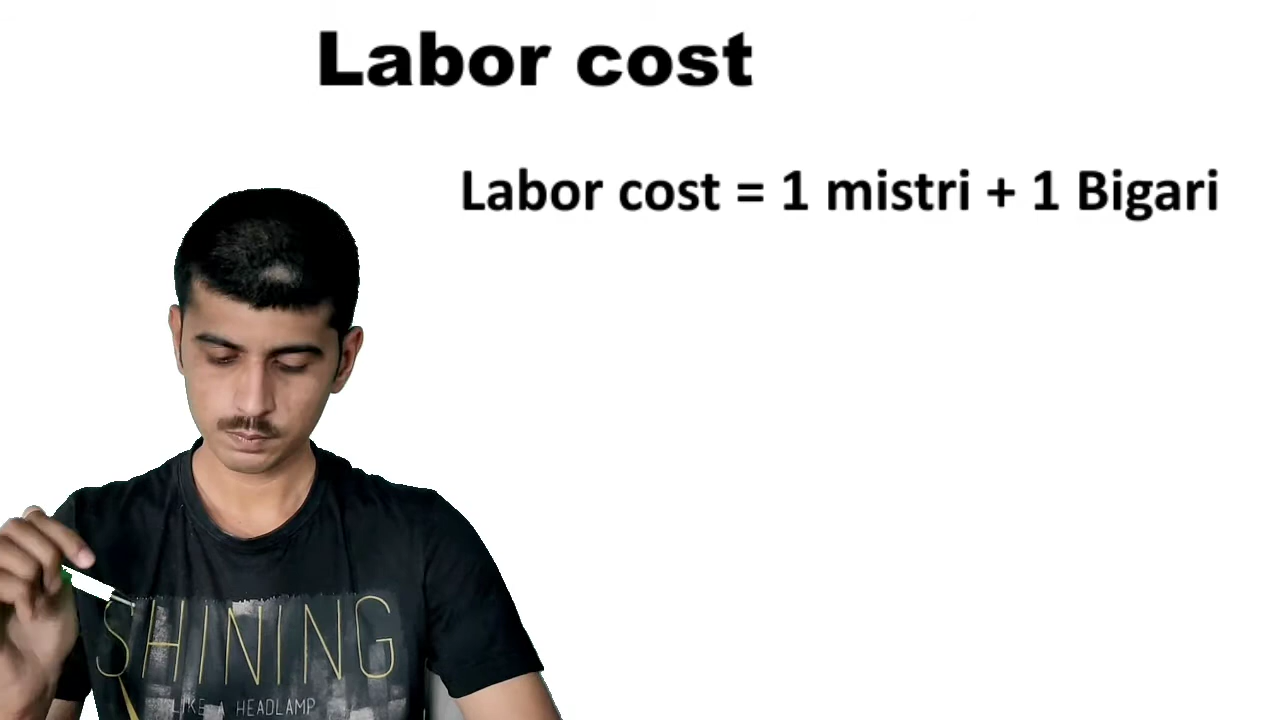 Labor cost
Labor cost = 1 mistri + 1 Bigari
SHINING
LIKE A HEADLAMP